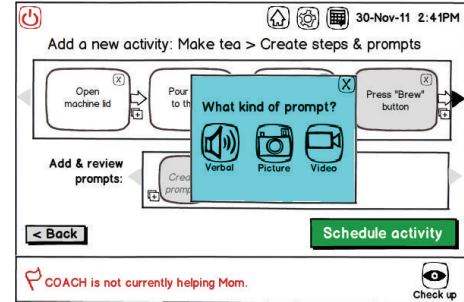 30-Nov-11 2:41PM
Add a new activity: Make tea > Create steps & prompts
X
Open
machine lid
Pour
to th
X
Press "Brew"
button
X
What kind of prompt?
Verbal
Picture
Video
Add & review
prompts:
Crea
promp
< Back
Schedule activity
COACH is not currently helping Mom.
Check up